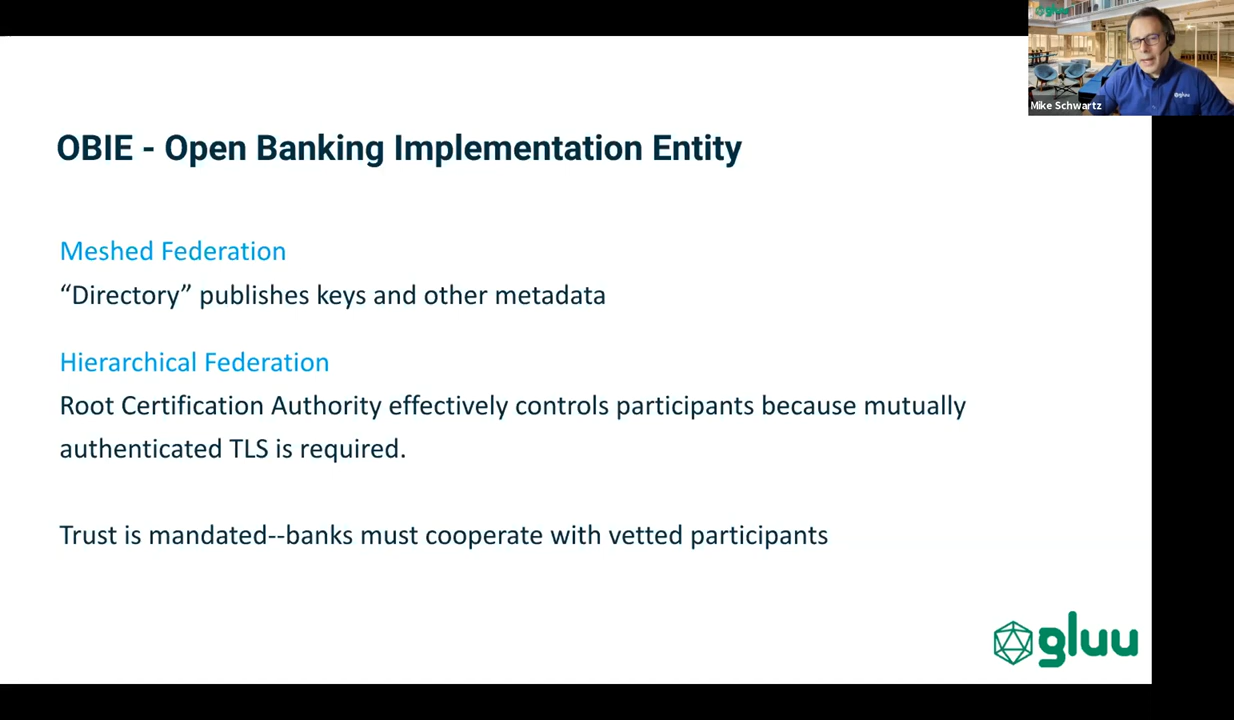 gluu
gluu
Mike Schwartz
OBIE - Open Banking Implementation Entity
Meshed Federation
“Directory” publishes keys and other metadata
Hierarchical Federation
Root Certification Authority effectively controls participants because mutually
authenticated TLS is required.
Trust is mandated--banks must cooperate with vetted participants
gluu